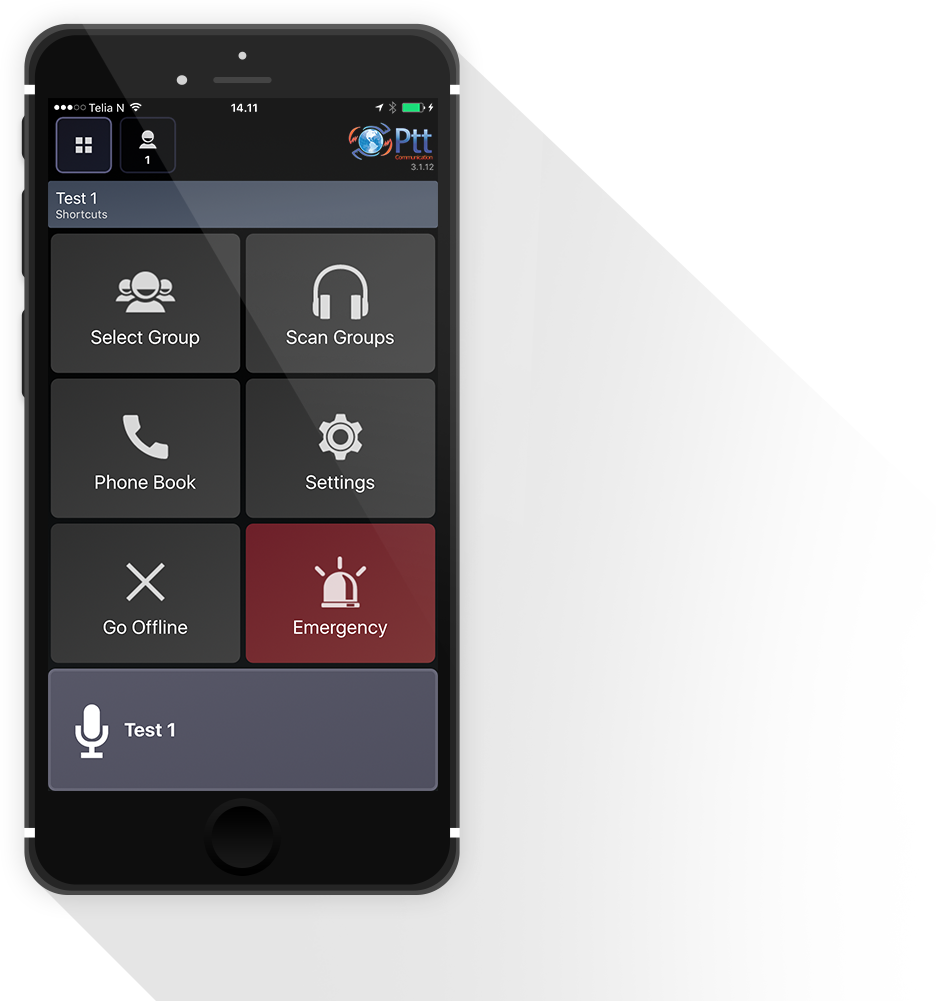 Telia N 14.11
1
Ptt
Communication
3.1.12
Test 1
Shortcuts
Select Group
Scan Groups
Phone Book
Settings
Go Offline
Emergency
Test 1